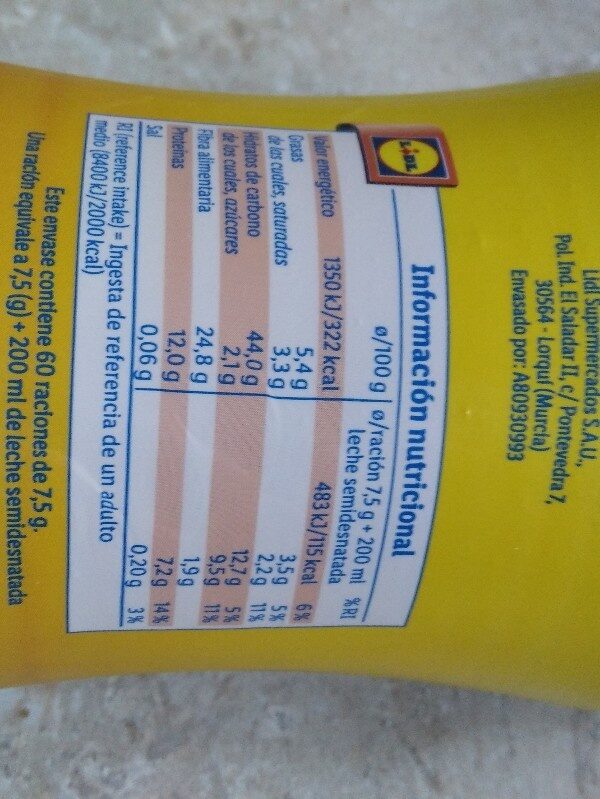 Lidl Supermercados S.A.U,
Pol. Ind. El Saladar II, c/ Pontevedra 7,
30564 - Lorquí (Murcia)
Envasado por: A80930993
LIDL
Información nutricional
ø/100 g ø/ración 7,5 g + 200 ml leche semidesnatada %RI
Valor energético 1350 kJ/322 kcal 483 kJ/115 kcal 6%
Grasas 5,4 g 3,5 g 5%
de las cuales, saturadas 3,3 g 2,2 g 11%
Hidratos de carbono 44,0 g 12,7 g 5%
de los cuales, azúcares 2,1 g 9,5 g 11%
Fibra alimentaria 24,8 g 1,9 g
Proteínas 12,0 g 7,2 g 14%
Sal 0,06 g 0,20 g 3%
RI (reference intake) = Ingesta de referencia de un adulto
medio (8400 kJ/2000 kcal)
Este envase contiene 60 raciones de 7,5 g.
Una ración equivale a 7,5 (g) + 200 ml de leche semidesnatada